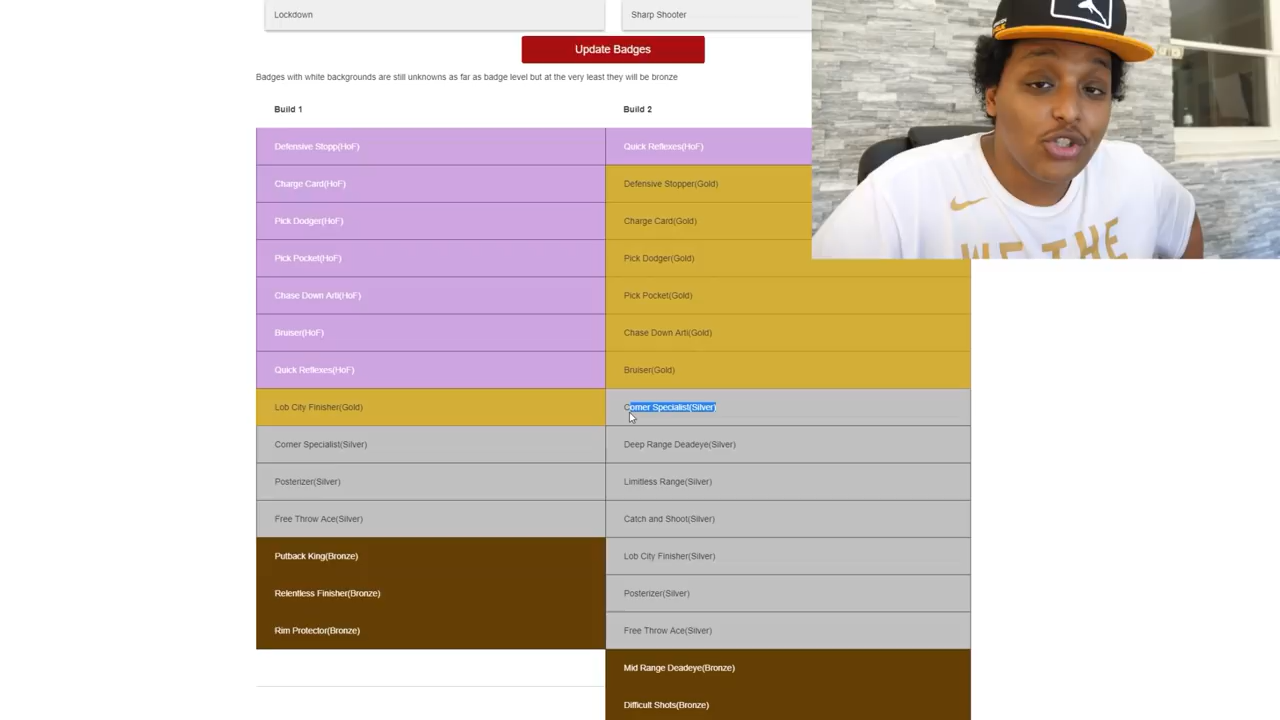 Lockdown
Sharp Shooter
Update Badges
Badges with white backgrounds are still unknowns as far as badge level but at the very least they will be bronze
Build 1
Build 2
Defensive Stopp(HoF)
Quick Reflexes(HoF)
Charge Card(HoF)
Defensive Stopper(Gold)
Pick Dodger(HoF)
Charge Card(Gold)
Pick Pocket(HoF)
Pick Dodger(Gold)
Chase Down Arti(HoF)
Pick Pocket(Gold)
Bruiser(HoF)
Chase Down Arti(Gold)
Quick Reflexes(HoF)
Bruiser(Gold)
Lob City Finisher(Gold)
Corner Specialist(Silver)
Corner Specialist(Silver)
Deep Range Deadeye(Silver)
Posterizer(Silver)
Limitless Range(Silver)
Free Throw Ace(Silver)
Catch and Shoot(Silver)
Putback King(Bronze)
Lob City Finisher(Silver)
Relentless Finisher(Bronze)
Posterizer(Silver)
Rim Protector(Bronze)
Free Throw Ace(Silver)
Mid Range Deadeye(Bronze)
Difficult Shots(Bronze)
WE THE